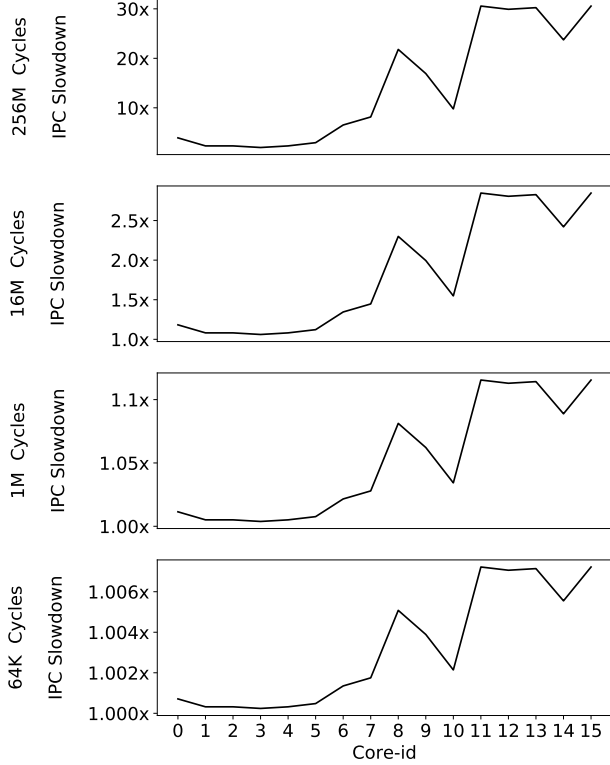 256M Cycles
IPC Slowdown
30x
20x
10x
16M Cycles
IPC Slowdown
2.5x
2.0x
1.5x
1.0x
1M Cycles
IPC Slowdown
1.1x
1.05x
1.00x
64K Cycles
IPC Slowdown
1.006x
1.004x
1.002x
1.000x
0 1 2 3 4 5 6 7 8 9 10 11 12 13 14 15
Core-id